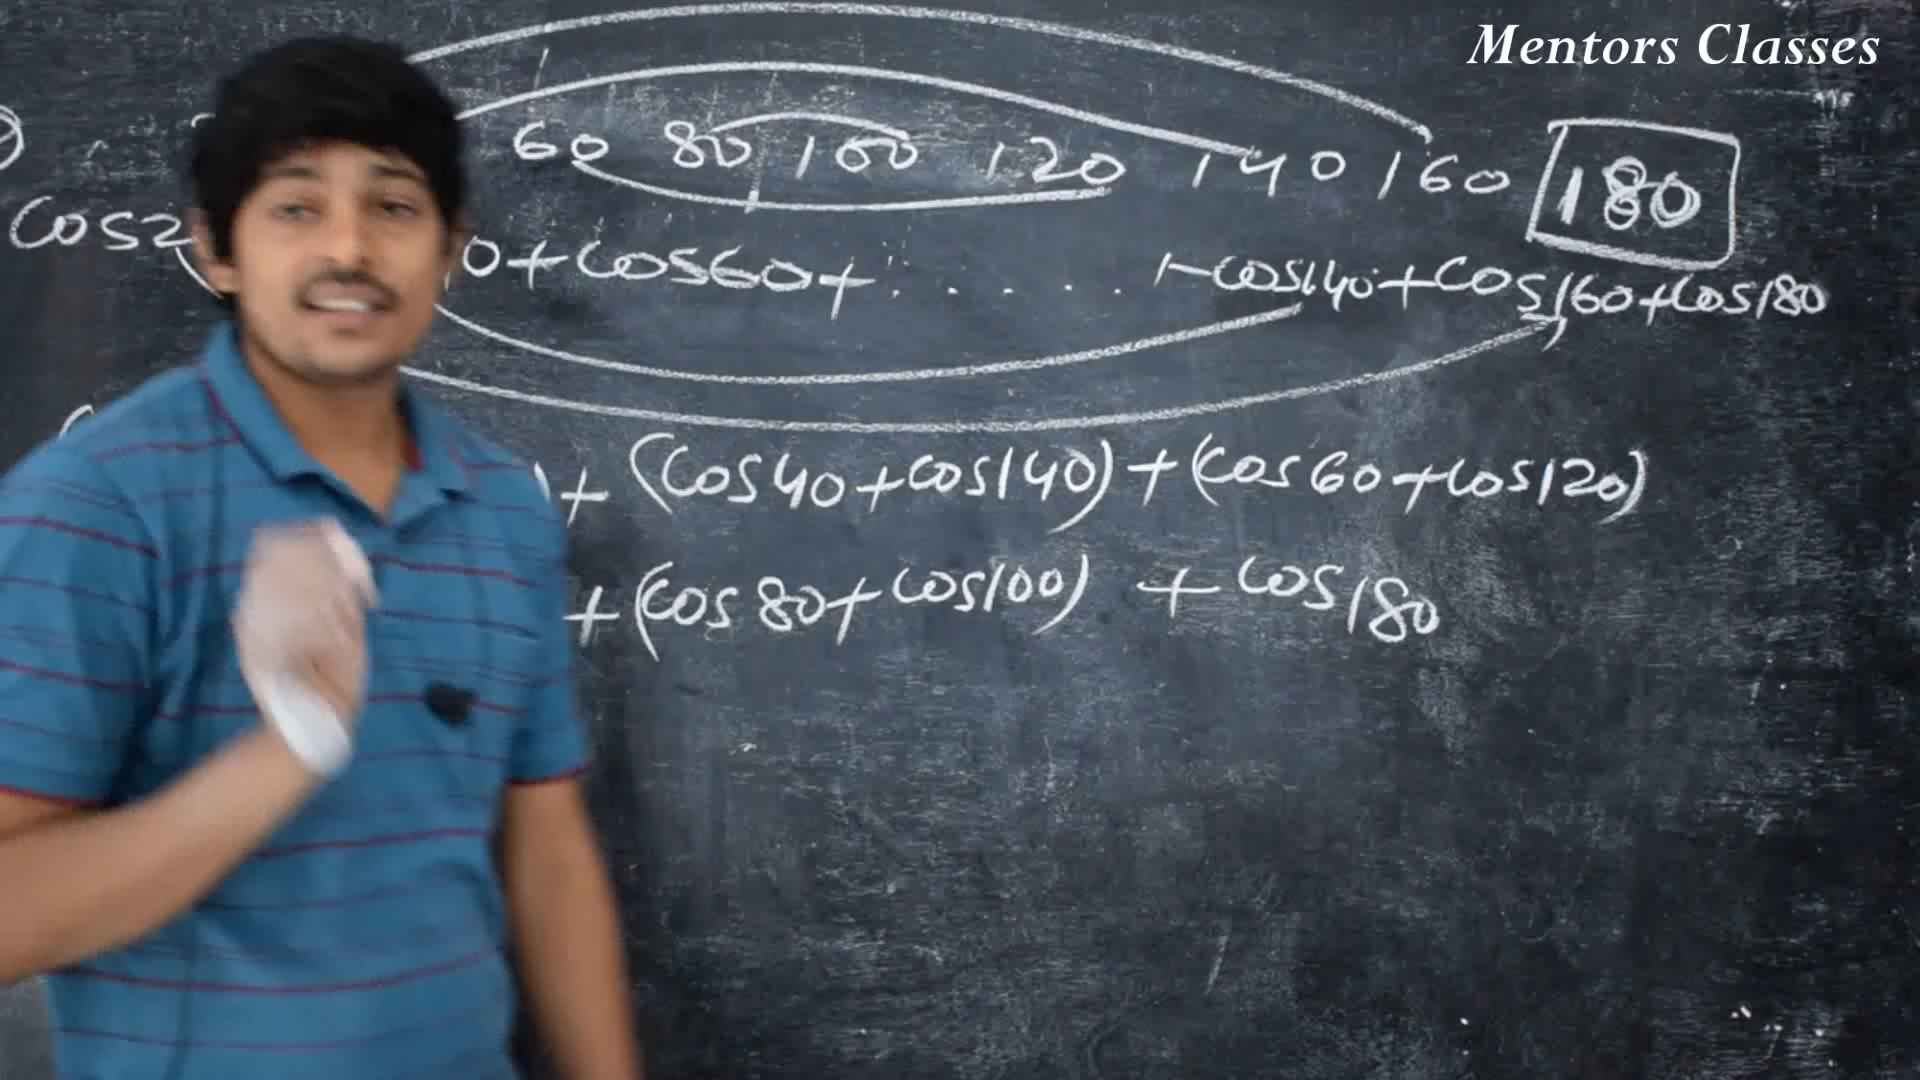 Mentors Classes
60 80 100 120 140 160 180
cos2 0+cos60+ . . . . . . +cos140+cos160+cos180
+ (cos40+cos140)+(cos60+cos120)
+(cos80+cos100) + cos180